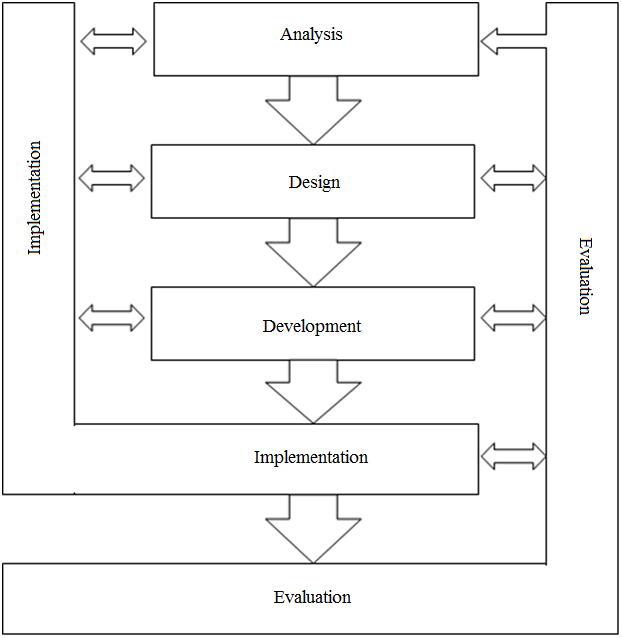 Analysis
Implementation
Design
Evaluation
Development
Implementation
Evaluation